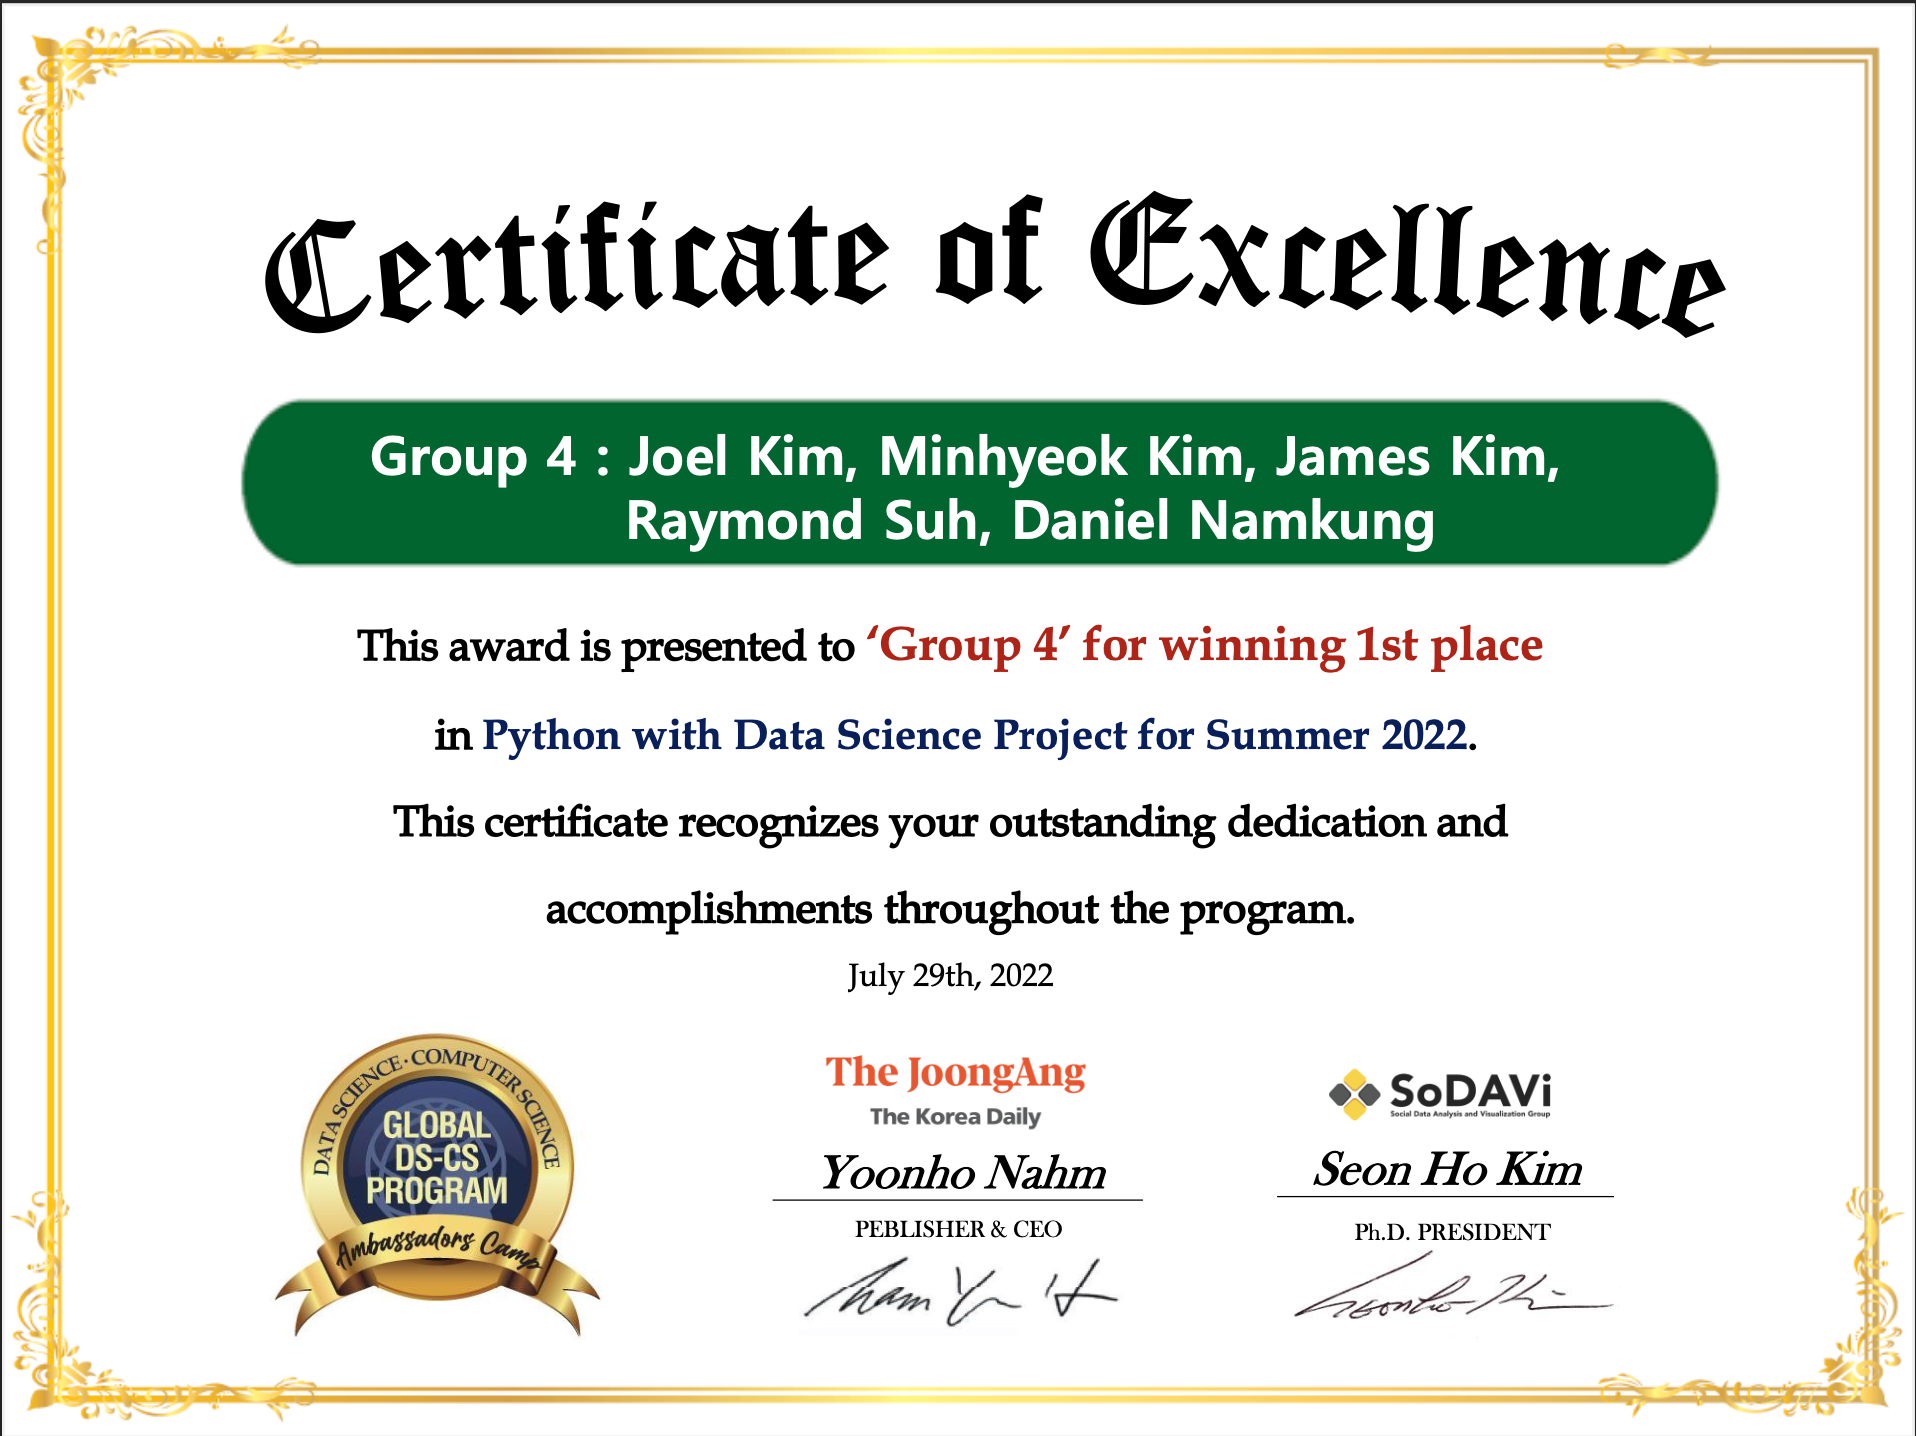 Certificate of Excellence
Group 4 : Joel Kim, Minhyeok Kim, James Kim,
Raymond Suh, Daniel Namkung
This award is presented to ‘Group 4’ for winning 1st place
in Python with Data Science Project for Summer 2022.
This certificate recognizes your outstanding dedication and
accomplishments throughout the program.
July 29th, 2022
DATA SCIENCE · COMPUTER SCIENCE
GLOBAL
DS-CS
PROGRAM
Ambassadors Camp
The JoongAng
The Korea Daily
Yoonho Nahm
PEBLISHER & CEO
SoDAVi
Social Data Analysis and Visualization Group
Seon Ho Kim
Ph.D. PRESIDENT